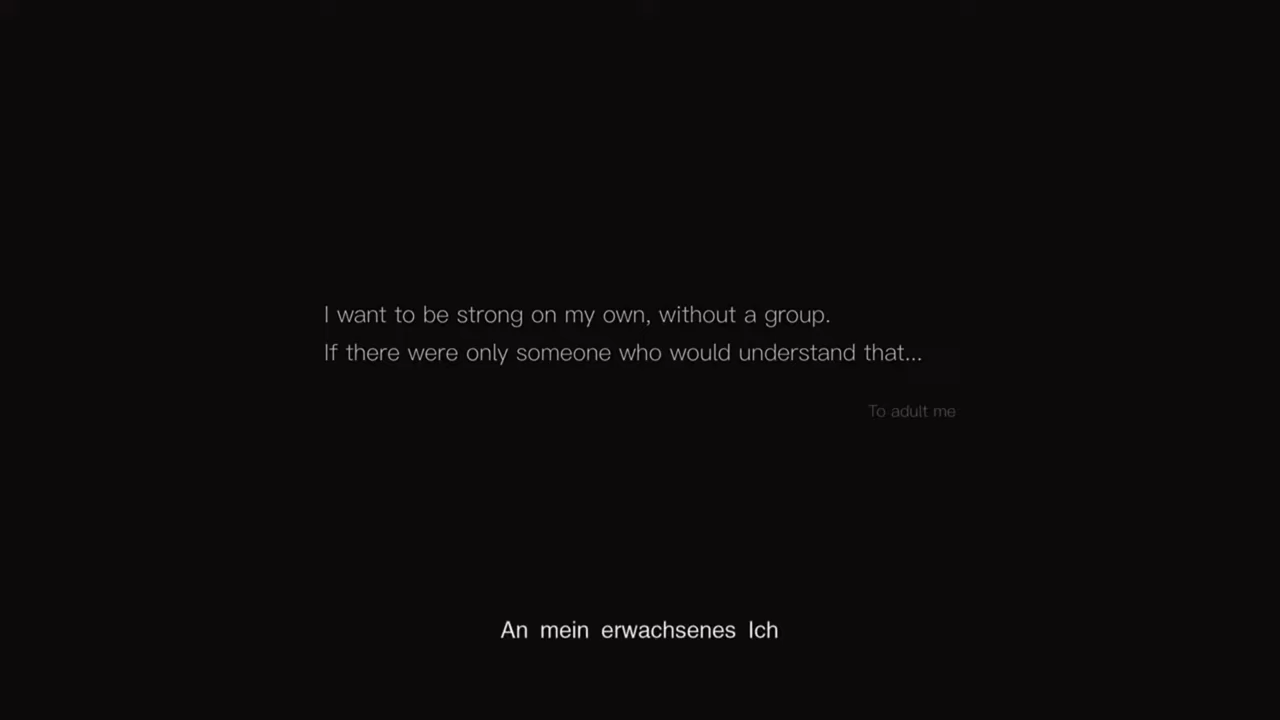 I want to be strong on my own, without a group.
If there were only someone who would understand that...
To adult me
An mein erwachsenes Ich